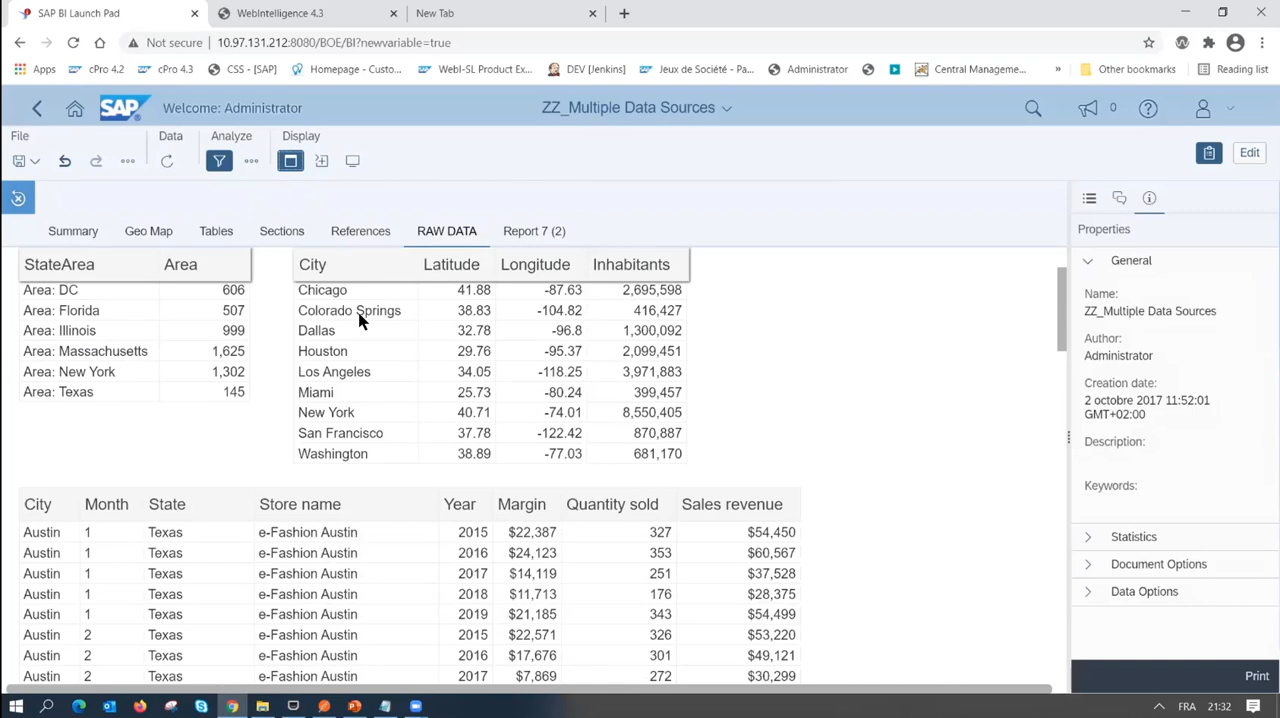 SAP BI Launch Pad
WebIntelligence 4.3
New Tab
Not secure 10.97.131.212:8080/BOE/BI?newvariable=true
Apps cPro 4.2 cPro 4.3 CSS - [SAP] Homepage - Custo... WebI-SL Product Ex... DEV [Jenkins] Jeux de Société - Pa... Administrator Central Manageme... » Other bookmarks Reading list
SAP Welcome: Administrator ZZ_Multiple Data Sources 0
File Data Analyze Display
Edit
Summary Geo Map Tables Sections References RAW DATA Report 7 (2)
StateArea Area
Area: DC 606
Area: Florida 507
Area: Illinois 999
Area: Massachusetts 1,625
Area: New York 1,302
Area: Texas 145
City Latitude Longitude Inhabitants
Chicago 41.88 -87.63 2,695,598
Colorado Springs 38.83 -104.82 416,427
Dallas 32.78 -96.8 1,300,092
Houston 29.76 -95.37 2,099,451
Los Angeles 34.05 -118.25 3,971,883
Miami 25.73 -80.24 399,457
New York 40.71 -74.01 8,550,405
San Francisco 37.78 -122.42 870,887
Washington 38.89 -77.03 681,170
City Month State Store name Year Margin Quantity sold Sales revenue
Austin 1 Texas e-Fashion Austin 2015 $22,387 327 $54,450
Austin 1 Texas e-Fashion Austin 2016 $24,123 353 $60,567
Austin 1 Texas e-Fashion Austin 2017 $14,119 251 $37,528
Austin 1 Texas e-Fashion Austin 2018 $11,713 176 $28,375
Austin 1 Texas e-Fashion Austin 2019 $21,185 343 $54,499
Austin 2 Texas e-Fashion Austin 2015 $22,571 326 $53,220
Austin 2 Texas e-Fashion Austin 2016 $17,676 301 $49,121
Austin 2 Texas e-Fashion Austin 2017 $7,869 272 $30,299
Properties
General
Name:
ZZ_Multiple Data Sources
Author:
Administrator
Creation date:
2 octobre 2017 11:52:01
GMT+02:00
Description:
Keywords:
Statistics
Document Options
Data Options
Print
FRA 21:32